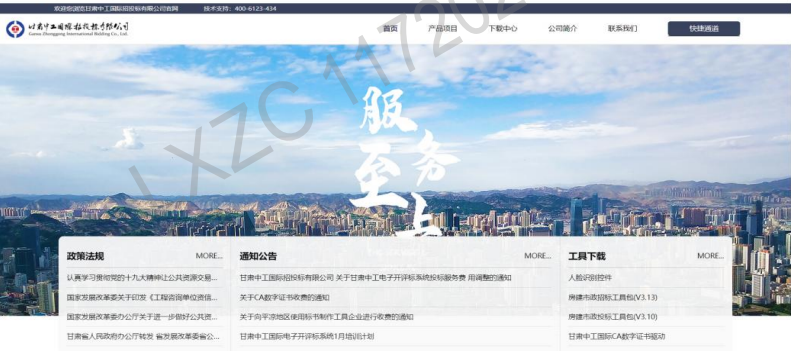 欢迎您浏览甘肃中工国际招投标有限公司官网 技术支持：400-6123-434
甘肃中工国际招投标有限公司
Gansu Zhonggong International Bidding Co., Ltd.
首页 产品项目 下载中心 公司简介 联系我们 快捷通道
LXZC 117202
服务
至上
政策法规 MORE...
认真学习贯彻党的十九大精神让公共资源交易...
国家发展改革委关于印发《工程咨询单位资信...
国家发展改革委办公厅关于进一步做好公共资...
甘肃省人民政府办公厅转发 省发展改革委省公...
通知公告 MORE...
甘肃中工国际招投标有限公司 关于甘肃中工电子开评标系统投标服务费 用调整的通知
关于CA数字证书收费的通知
关于向平凉地区使用标书制作工具企业进行收费的通知
甘肃中工国际电子开评标系统1月培训计划
工具下载 MORE...
人脸识别控件
房建市政招标工具包(V3.13)
房建市政投标工具包(V3.10)
甘肃中工国际CA数字证书驱动